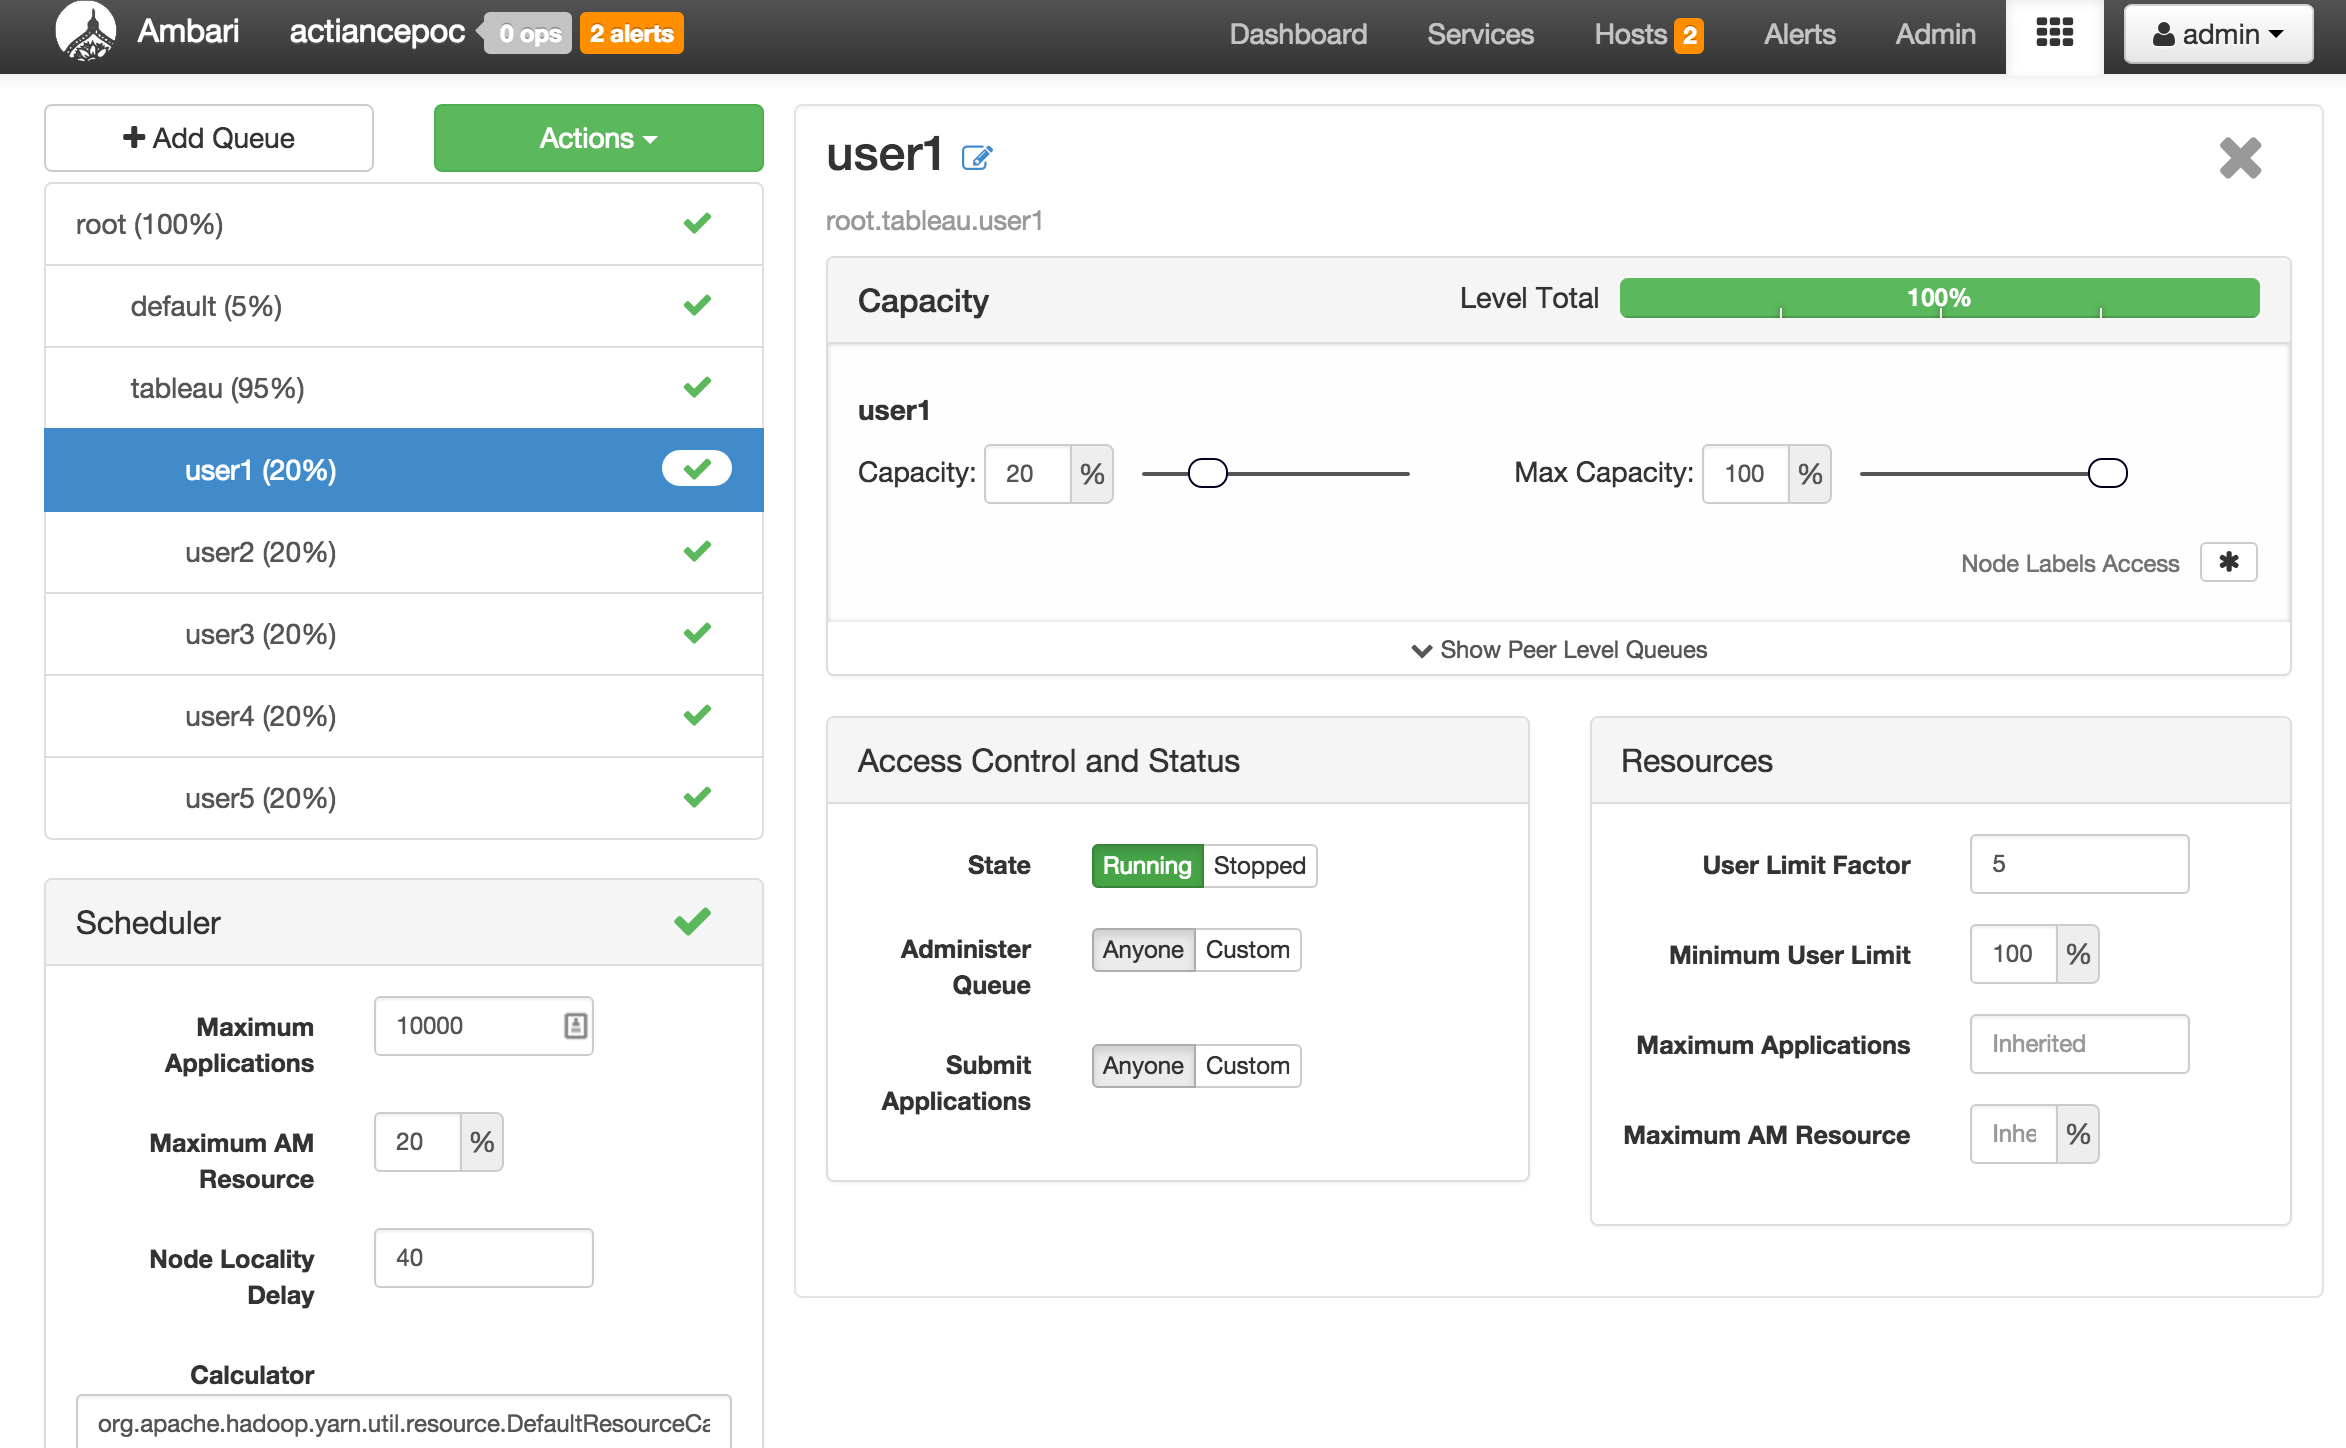 Ambari actiancepoc 0 ops 2 alerts Dashboard Services Hosts 2 Alerts Admin admin
Add Queue Actions
root (100%)
default (5%)
tableau (95%)
user1 (20%)
user2 (20%)
user3 (20%)
user4 (20%)
user5 (20%)
Scheduler
Maximum Applications 10000
Maximum AM Resource 20 %
Node Locality Delay 40
Calculator
org.apache.hadoop.yarn.util.resource.DefaultResourceCa
user1
root.tableau.user1
Capacity Level Total 100%
user1
Capacity: 20 % Max Capacity: 100 %
Node Labels Access *
Show Peer Level Queues
Access Control and Status
State Running Stopped
Administer Queue Anyone Custom
Submit Applications Anyone Custom
Resources
User Limit Factor 5
Minimum User Limit 100 %
Maximum Applications Inherited
Maximum AM Resource Inhe %